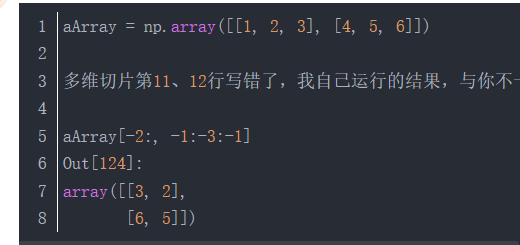 1 aArray = np.array([[1, 2, 3], [4, 5, 6]])
2
3 多维切片第11、12行写错了，我自己运行的结果，与你不
4
5 aArray[-2:, -1:-3:-1]
6 Out[124]:
7 array([[3, 2],
8 [6, 5]])